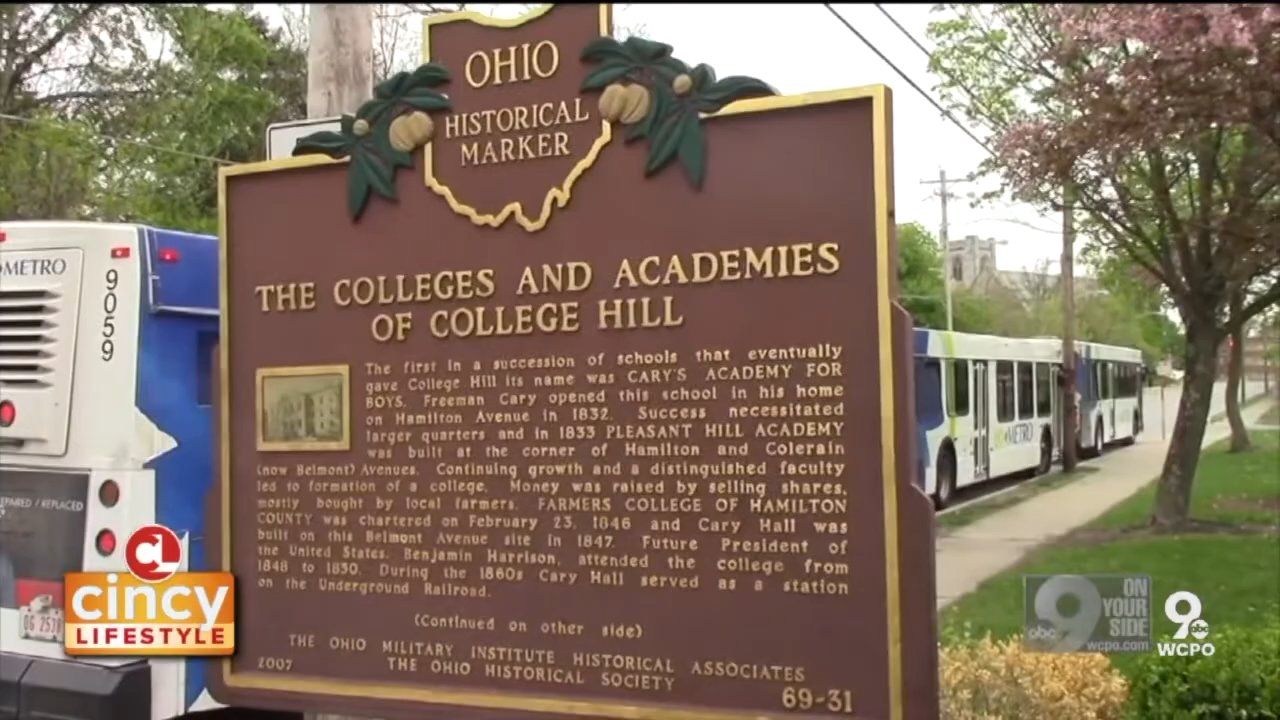 OHIO
HISTORICAL
MARKER
THE COLLEGES AND ACADEMIES
OF COLLEGE HILL
The first in a succession of schools that eventually
gave College Hill its name was CARY'S ACADEMY FOR
BOYS. Freeman Cary opened this school in his home
on Hamilton Avenue in 1832. Success necessitated
larger quarters and in 1833 PLEASANT HILL ACADEMY
was built at the corner of Hamilton and Colerain
(now Belmont) Avenues. Continuing growth and a distinguished faculty
led to formation of a college. Money was raised by selling shares,
mostly bought by local farmers. FARMERS COLLEGE OF HAMILTON
COUNTY was chartered on February 23, 1846 and Cary Hall was
built on this Belmont Avenue site in 1847. Future President of
the United States, Benjamin Harrison, attended the college from
1848 to 1850. During the 1860s Cary Hall served as a station
on the Underground Railroad.
(Continued on other side)
THE OHIO MILITARY INSTITUTE HISTORICAL ASSOCIATES
2007 THE OHIO HISTORICAL SOCIETY
69-31
METRO
9059
EPAIRED / REPLACED
METRO
CL
cincy
LIFESTYLE
9
abc
ON
YOUR
SIDE
wcpo.com
9
abc
WCPO